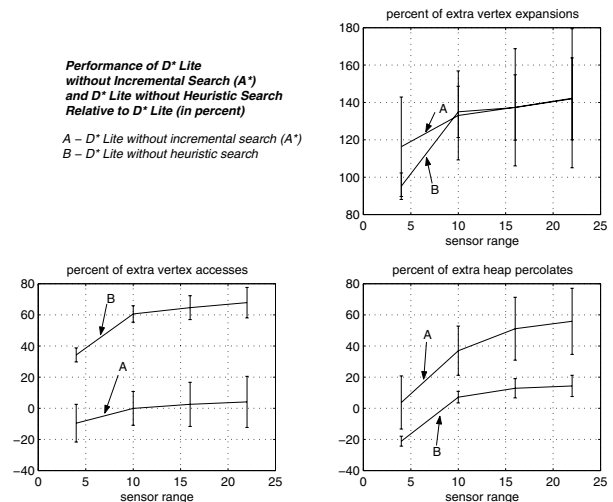 Performance of D* Lite
without Incremental Search (A*)
and D* Lite without Heuristic Search
Relative to D* Lite (in percent)
A − D* Lite without incremental search (A*)
B − D* Lite without heuristic search
percent of extra vertex expansions
180
160
140
120
100
80
A
B
0 5 10 15 20 25
sensor range
percent of extra vertex accesses
80
60
40
20
0
−20
−40
B
A
0 5 10 15 20 25
sensor range
percent of extra heap percolates
80
60
40
20
0
−20
−40
A
B
0 5 10 15 20 25
sensor range